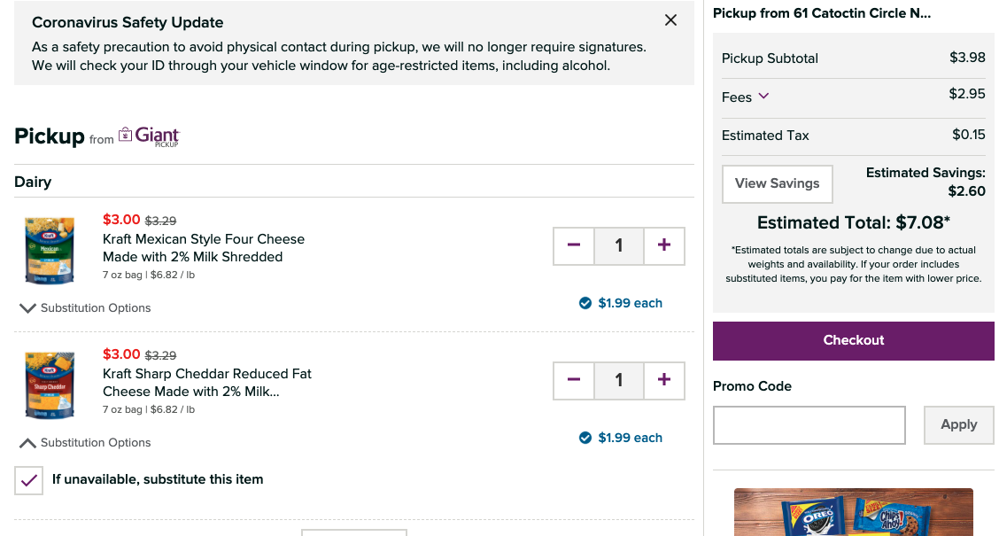 Coronavirus Safety Update
As a safety precaution to avoid physical contact during pickup, we will no longer require signatures.
We will check your ID through your vehicle window for age-restricted items, including alcohol.
Pickup from Giant
PICKUP
Dairy
$3.00 $3.29
Kraft Mexican Style Four Cheese
Made with 2% Milk Shredded
7 oz bag | $6.82 / lb
Kraft
Mexican
1
Substitution Options
$1.99 each
$3.00 $3.29
Kraft Sharp Cheddar Reduced Fat
Cheese Made with 2% Milk...
7 oz bag | $6.82 / lb
Kraft
Sharp Cheddar
1
Substitution Options
$1.99 each
If unavailable, substitute this item
Pickup from 61 Catoctin Circle N...
Pickup Subtotal $3.98
Fees $2.95
Estimated Tax $0.15
View Savings
Estimated Savings:
$2.60
Estimated Total: $7.08*
*Estimated totals are subject to change due to actual
weights and availability. If your order includes
substituted items, you pay for the item with lower price.
Checkout
Promo Code
Apply
OREO
Chips
Ahoy!